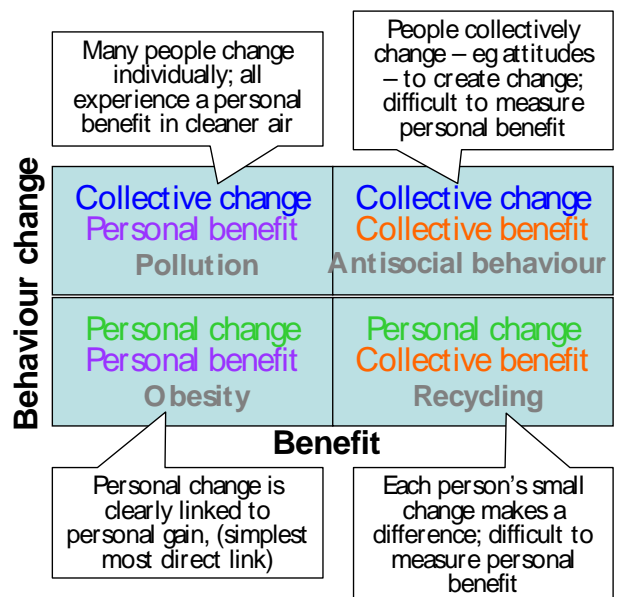 Many people change
individually; all
experience a personal
benefit in cleaner air
People collectively
change – eg attitudes
– to create change;
difficult to measure
personal benefit
Behaviour change
Collective change
Personal benefit
Pollution
Collective change
Collective benefit
Antisocial behaviour
Personal change
Personal benefit
Obesity
Personal change
Collective benefit
Recycling
Benefit
Personal change is
clearly linked to
personal gain, (simplest
most direct link)
Each person's small
change makes a
difference; difficult to
measure personal
benefit